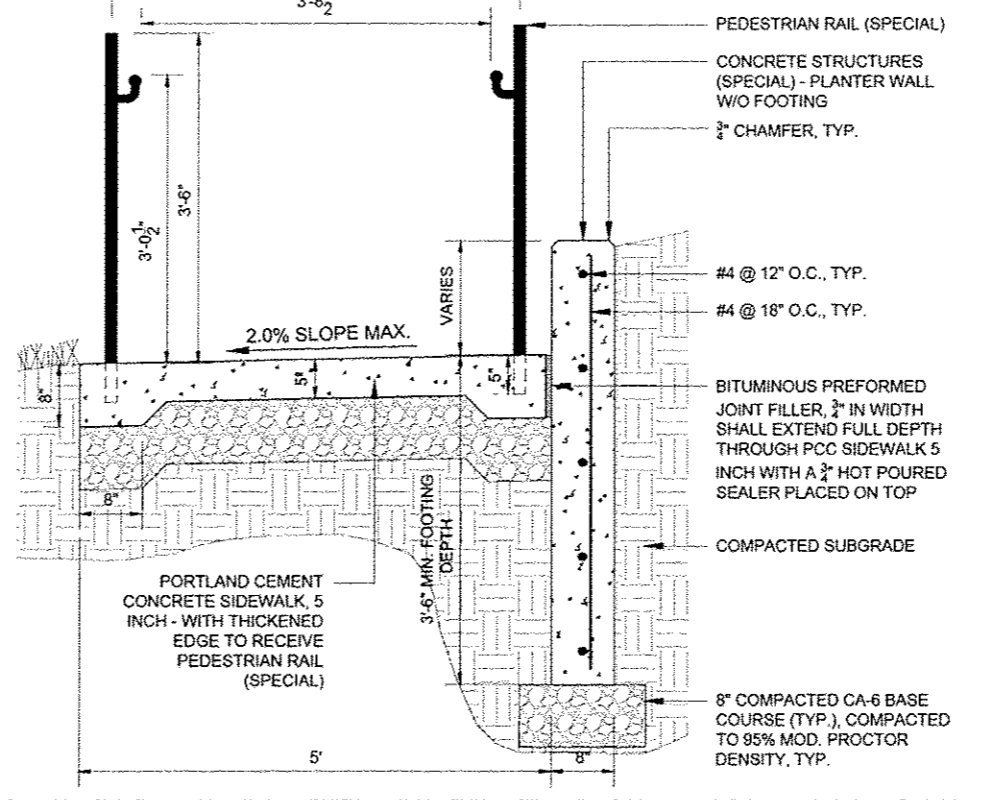 PEDESTRIAN RAIL (SPECIAL)
CONCRETE STRUCTURES
(SPECIAL) - PLANTER WALL
W/O FOOTING
3/4" CHAMFER, TYP.
3'-6"
3'-0 1/2"
VARIES
#4 @ 12" O.C., TYP.
#4 @ 18" O.C., TYP.
2.0% SLOPE MAX.
8"
5"
5"
BITUMINOUS PREFORMED
JOINT FILLER, 3/4" IN WIDTH
SHALL EXTEND FULL DEPTH
THROUGH PCC SIDEWALK 5
INCH WITH A 3/4" HOT POURED
SEALER PLACED ON TOP
8"
3'-6" MIN. FOOTING
DEPTH
COMPACTED SUBGRADE
PORTLAND CEMENT
CONCRETE SIDEWALK, 5
INCH - WITH THICKENED
EDGE TO RECEIVE
PEDESTRIAN RAIL
(SPECIAL)
8" COMPACTED CA-6 BASE
COURSE (TYP.), COMPACTED
TO 95% MOD. PROCTOR
DENSITY, TYP.
5'
8"